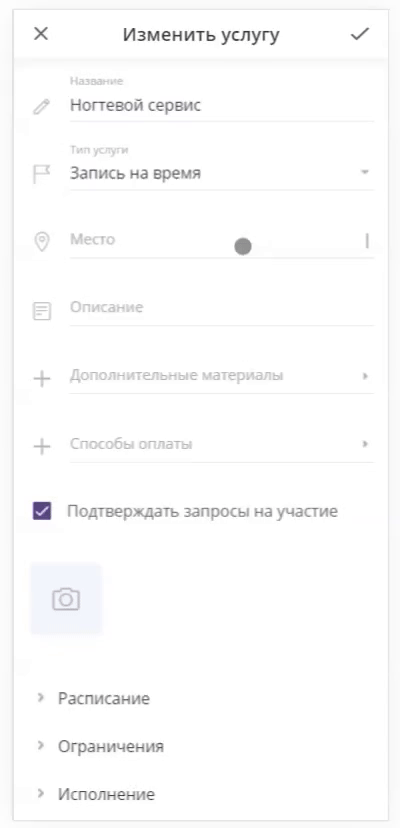 Изменить услугу
Название
Ногтевой сервис
Тип услуги
Запись на время
Место
Описание
Дополнительные материалы
Способы оплаты
Подтверждать запросы на участие
Расписание
Ограничения
Исполнение